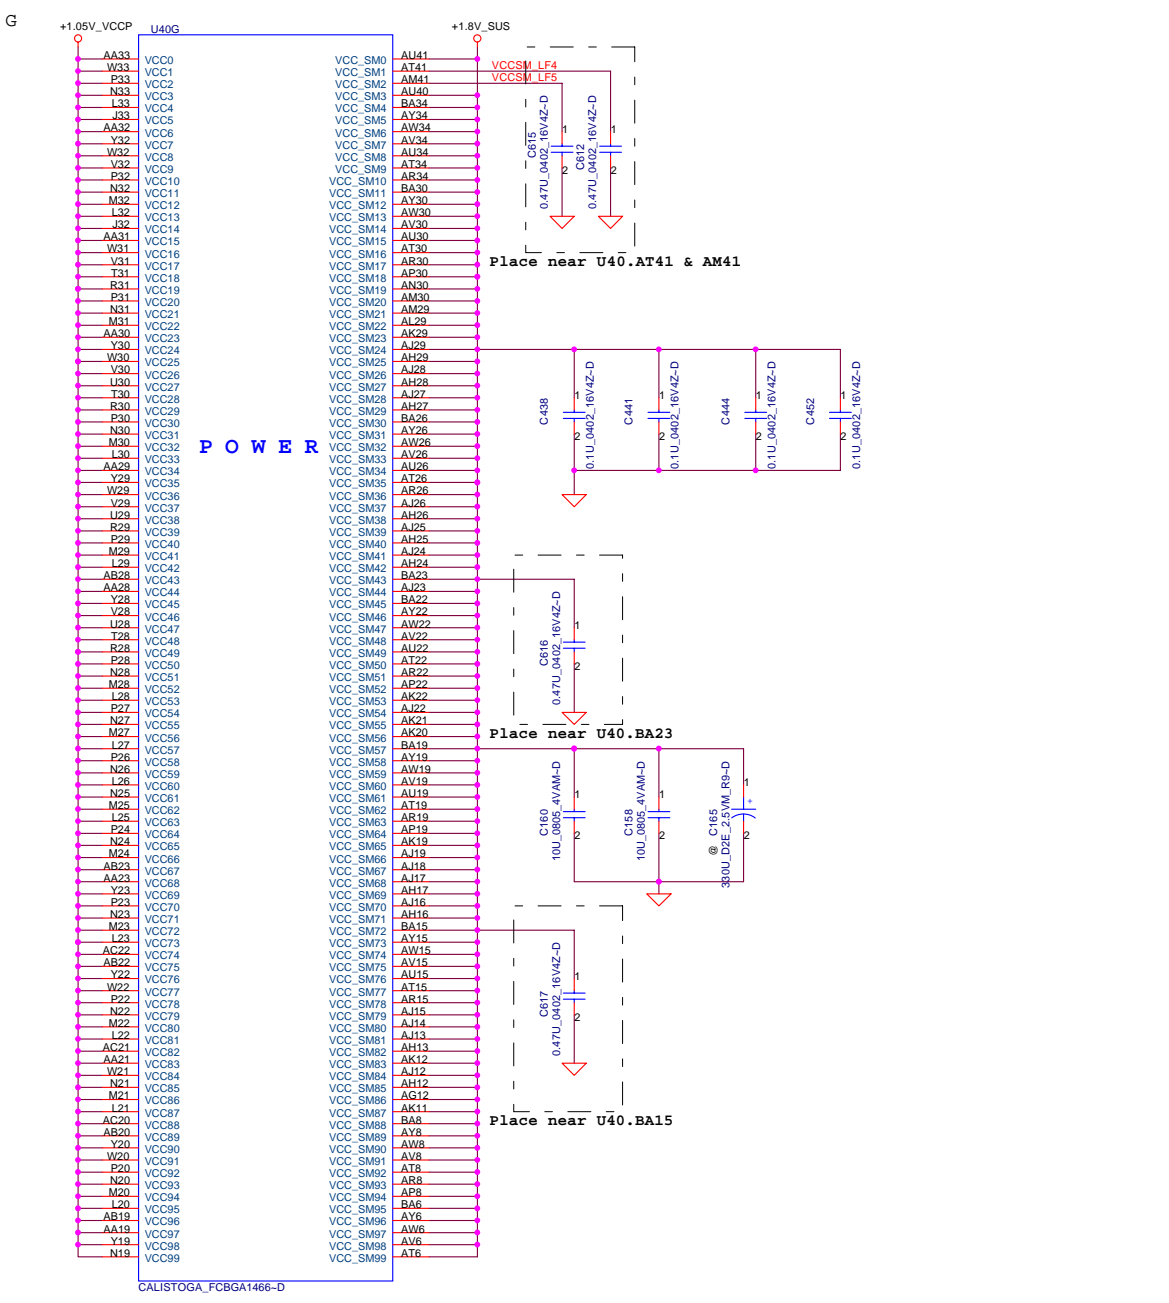 G
+1.05V_VCCP
U40G
+1.8V_SUS
AA33 VCC0 VCC_SM0 AU41
W33 VCC1 VCC_SM1 AT41 VCCSM_LF4
P33 VCC2 VCC_SM2 AM41 VCCSM_LF5
N33 VCC3 VCC_SM3 AU40
L33 VCC4 VCC_SM4 BA34
J33 VCC5 VCC_SM5 AY34
AA32 VCC6 VCC_SM6 AW34
Y32 VCC7 VCC_SM7 AV34
W32 VCC8 VCC_SM8 AU34
V32 VCC9 VCC_SM9 AT34
P32 VCC10 VCC_SM10 AR34
N32 VCC11 VCC_SM11 BA30
M32 VCC12 VCC_SM12 AY30
L32 VCC13 VCC_SM13 AW30
J32 VCC14 VCC_SM14 AV30
AA31 VCC15 VCC_SM15 AU30
W31 VCC16 VCC_SM16 AT30
V31 VCC17 VCC_SM17 AR30
T31 VCC18 VCC_SM18 AP30
R31 VCC19 VCC_SM19 AN30
P31 VCC20 VCC_SM20 AM30
N31 VCC21 VCC_SM21 AM29
M31 VCC22 VCC_SM22 AL29
AA30 VCC23 VCC_SM23 AK29
Y30 VCC24 VCC_SM24 AJ29
W30 VCC25 VCC_SM25 AH29
V30 VCC26 VCC_SM26 AJ28
U30 VCC27 VCC_SM27 AH28
T30 VCC28 VCC_SM28 AJ27
R30 VCC29 VCC_SM29 AH27
P30 VCC30 VCC_SM30 BA26
N30 VCC31 VCC_SM31 AY26
M30 VCC32 VCC_SM32 AW26
L30 VCC33 VCC_SM33 AV26
AA29 VCC34 VCC_SM34 AU26
Y29 VCC35 VCC_SM35 AT26
W29 VCC36 VCC_SM36 AR26
V29 VCC37 VCC_SM37 AJ26
U29 VCC38 VCC_SM38 AH26
R29 VCC39 VCC_SM39 AJ25
P29 VCC40 VCC_SM40 AH25
M29 VCC41 VCC_SM41 AJ24
L29 VCC42 VCC_SM42 AH24
AB28 VCC43 VCC_SM43 BA23
AA28 VCC44 VCC_SM44 AJ23
Y28 VCC45 VCC_SM45 BA22
V28 VCC46 VCC_SM46 AY22
U28 VCC47 VCC_SM47 AW22
T28 VCC48 VCC_SM48 AV22
R28 VCC49 VCC_SM49 AU22
P28 VCC50 VCC_SM50 AT22
N28 VCC51 VCC_SM51 AR22
M28 VCC52 VCC_SM52 AP22
L28 VCC53 VCC_SM53 AK22
P27 VCC54 VCC_SM54 AJ22
N27 VCC55 VCC_SM55 AK21
M27 VCC56 VCC_SM56 AK20
L27 VCC57 VCC_SM57 BA19
P26 VCC58 VCC_SM58 AY19
N26 VCC59 VCC_SM59 AW19
L26 VCC60 VCC_SM60 AV19
N25 VCC61 VCC_SM61 AU19
M25 VCC62 VCC_SM62 AT19
L25 VCC63 VCC_SM63 AR19
P24 VCC64 VCC_SM64 AP19
N24 VCC65 VCC_SM65 AK19
M24 VCC66 VCC_SM66 AJ19
AB23 VCC67 VCC_SM67 AJ18
AA23 VCC68 VCC_SM68 AJ17
Y23 VCC69 VCC_SM69 AH17
P23 VCC70 VCC_SM70 AJ16
N23 VCC71 VCC_SM71 AH16
M23 VCC72 VCC_SM72 BA15
L23 VCC73 VCC_SM73 AY15
AC22 VCC74 VCC_SM74 AW15
AB22 VCC75 VCC_SM75 AV15
Y22 VCC76 VCC_SM76 AU15
W22 VCC77 VCC_SM77 AT15
P22 VCC78 VCC_SM78 AR15
N22 VCC79 VCC_SM79 AJ15
M22 VCC80 VCC_SM80 AJ14
L22 VCC81 VCC_SM81 AJ13
AC21 VCC82 VCC_SM82 AH13
AA21 VCC83 VCC_SM83 AK12
W21 VCC84 VCC_SM84 AJ12
N21 VCC85 VCC_SM85 AH12
M21 VCC86 VCC_SM86 AG12
L21 VCC87 VCC_SM87 AK11
AC20 VCC88 VCC_SM88 BA8
AB20 VCC89 VCC_SM89 AY8
Y20 VCC90 VCC_SM90 AW8
W20 VCC91 VCC_SM91 AV8
P20 VCC92 VCC_SM92 AT8
N20 VCC93 VCC_SM93 AR8
M20 VCC94 VCC_SM94 AP8
L20 VCC95 VCC_SM95 BA6
AB19 VCC96 VCC_SM96 AY6
AA19 VCC97 VCC_SM97 AW6
Y19 VCC98 VCC_SM98 AV6
N19 VCC99 VCC_SM99 AT6
POWER
CALISTOGA_FCBGA1466~D
C615
0.47U_0402_16V4Z~D
1
2
C612
0.47U_0402_16V4Z~D
1
2
Place near U40.AT41 & AM41
C438
0.1U_0402_16V4Z~D
1
2
C441
0.1U_0402_16V4Z~D
1
2
C444
0.1U_0402_16V4Z~D
1
2
C452
0.1U_0402_16V4Z~D
1
2
C616
0.47U_0402_16V4Z~D
1
2
Place near U40.BA23
C160
10U_0805_4VAM~D
1
2
C158
10U_0805_4VAM~D
1
2
@ C165
330U_D2E_2.5VM_R9~D
1
+
2
C617
0.47U_0402_16V4Z~D
1
2
Place near U40.BA15